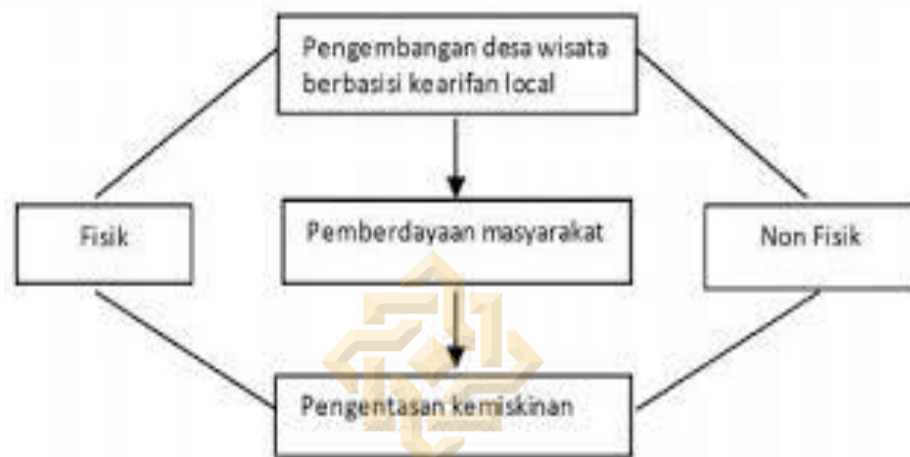 Pengembangan desa wisata
berbasisi kearifan local
Fisik
Pemberdayaan masyarakat
Non Fisik
Pengentasan kemiskinan